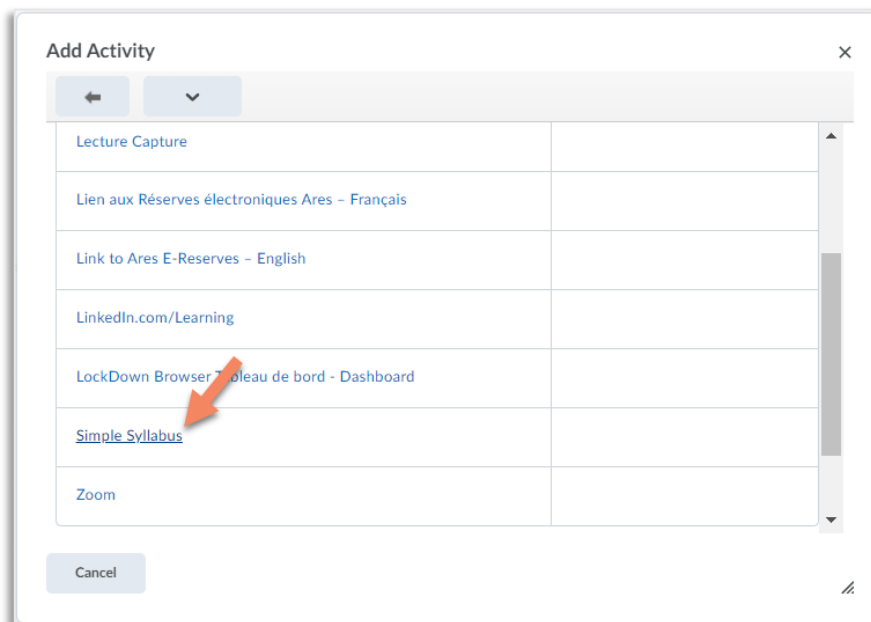 Add Activity
Lecture Capture
Lien aux Réserves électroniques Ares – Français
Link to Ares E-Reserves – English
LinkedIn.com/Learning
LockDown Browser Tableau de bord - Dashboard
Simple Syllabus
Zoom
Cancel